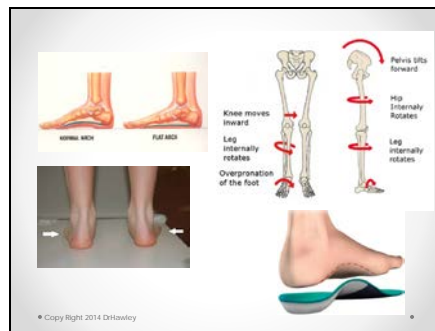 NORMAL ARCH
FLAT ARCH
Knee moves
inward
Leg
internally
rotates
Overpronation
of the foot
Pelvis tilts
forward
Hip
Internaly
Rotates
Leg
internally
rotates
Copy Right 2014 DrHawley